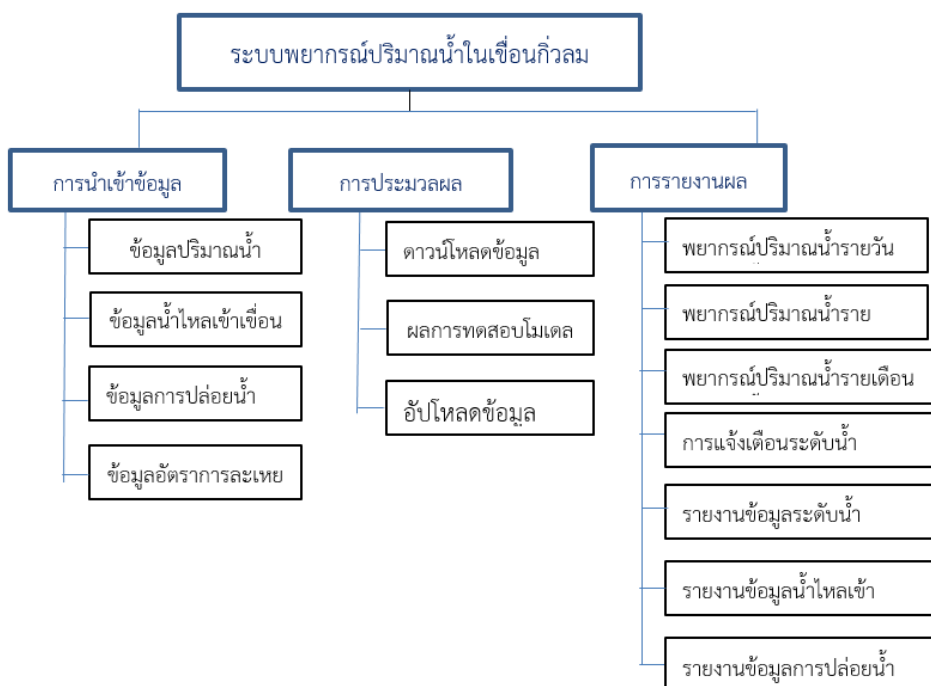 ระบบพยากรณ์ปริมาณน้ำในเขื่อนกิ่วลม
การนำเข้าข้อมูล
ข้อมูลปริมาณน้ำ
ข้อมูลน้ำไหลเข้าเขื่อน
ข้อมูลการปล่อยน้ำ
ข้อมูลอัตราการละเหย
การประมวลผล
ดาวน์โหลดข้อมูล
ผลการทดสอบโมเดล
อัปโหลดข้อมูล
การรายงานผล
พยากรณ์ปริมาณน้ำรายวัน
พยากรณ์ปริมาณน้ำราย
พยากรณ์ปริมาณน้ำรายเดือน
การแจ้งเตือนระดับน้ำ
รายงานข้อมูลระดับน้ำ
รายงานข้อมูลน้ำไหลเข้า
รายงานข้อมูลการปล่อยน้ำ